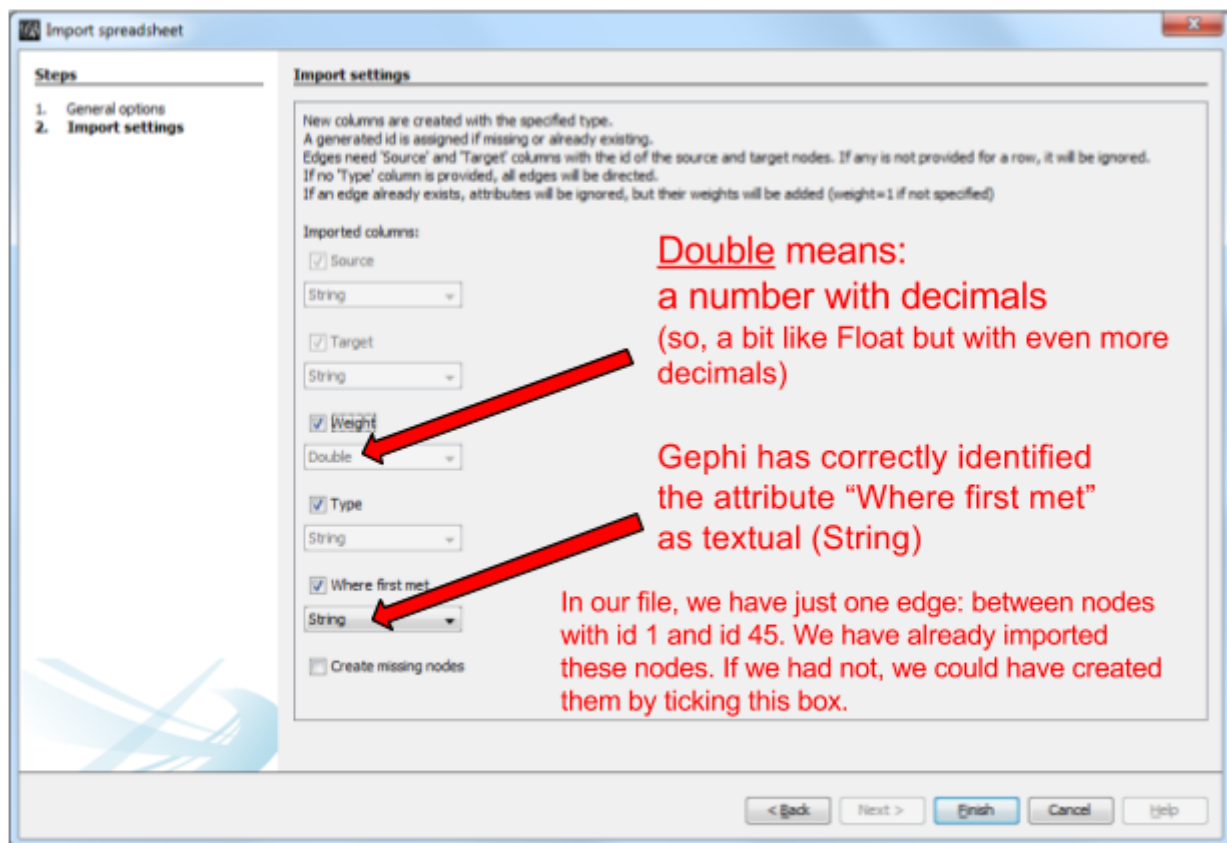 Import spreadsheet
Steps
1. General options
2. Import settings
Import settings
New columns are created with the specified type.
A generated id is assigned if missing or already existing.
Edges need 'Source' and 'Target' columns with the id of the source and target nodes. If any is not provided for a row, it will be ignored.
If no 'Type' column is provided, all edges will be directed.
If an edge already exists, attributes will be ignored, but their weights will be added (weight=1 if not specified)
Imported columns:
Source
String
Target
String
Weight
Double
Type
String
Where first met
String
Create missing nodes
Double means:
a number with decimals
(so, a bit like Float but with even more
decimals)
Gephi has correctly identified
the attribute “Where first met”
as textual (String)
In our file, we have just one edge: between nodes
with id 1 and id 45. We have already imported
these nodes. If we had not, we could have created
them by ticking this box.
< Back
Next >
Finish
Cancel
Help